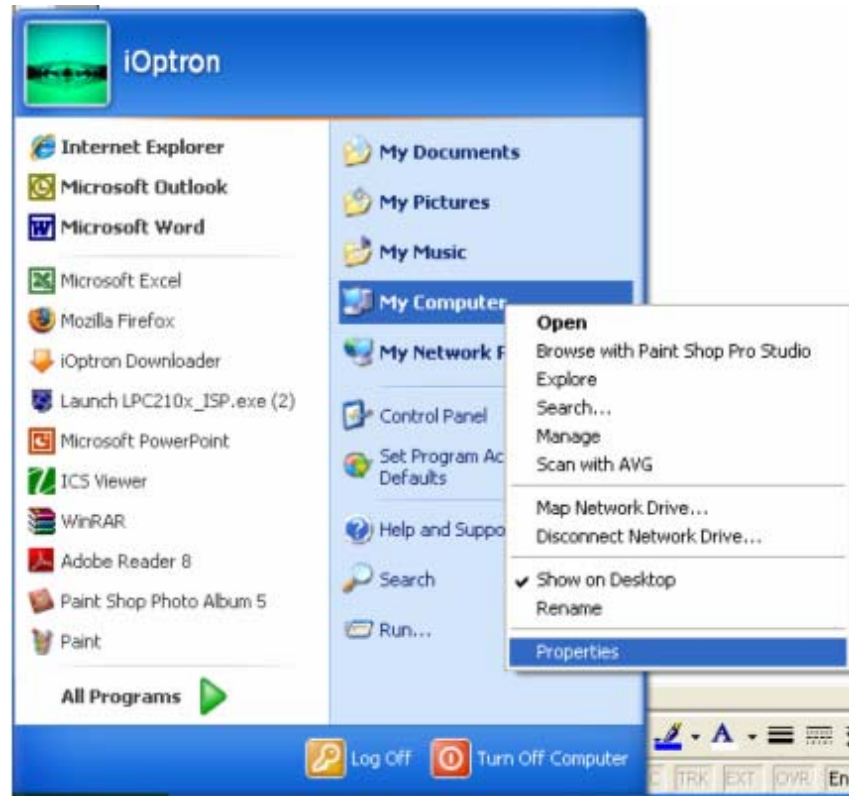 iOptron
Internet Explorer
Microsoft Outlook
Microsoft Word
Microsoft Excel
Mozilla Firefox
iOptron Downloader
Launch LPC210x_ISP.exe (2)
Microsoft PowerPoint
ICS Viewer
WinRAR
Adobe Reader 8
Paint Shop Photo Album 5
Paint
All Programs
My Documents
My Pictures
My Music
My Computer
My Network
Control Panel
Set Program Ac
Defaults
Help and Suppo
Search
Run...
Open
Browse with Paint Shop Pro Studio
Explore
Search...
Manage
Scan with AVG
Map Network Drive...
Disconnect Network Drive...
Show on Desktop
Rename
Properties
Log Off
Turn Off Computer
TRK EXT OVR En